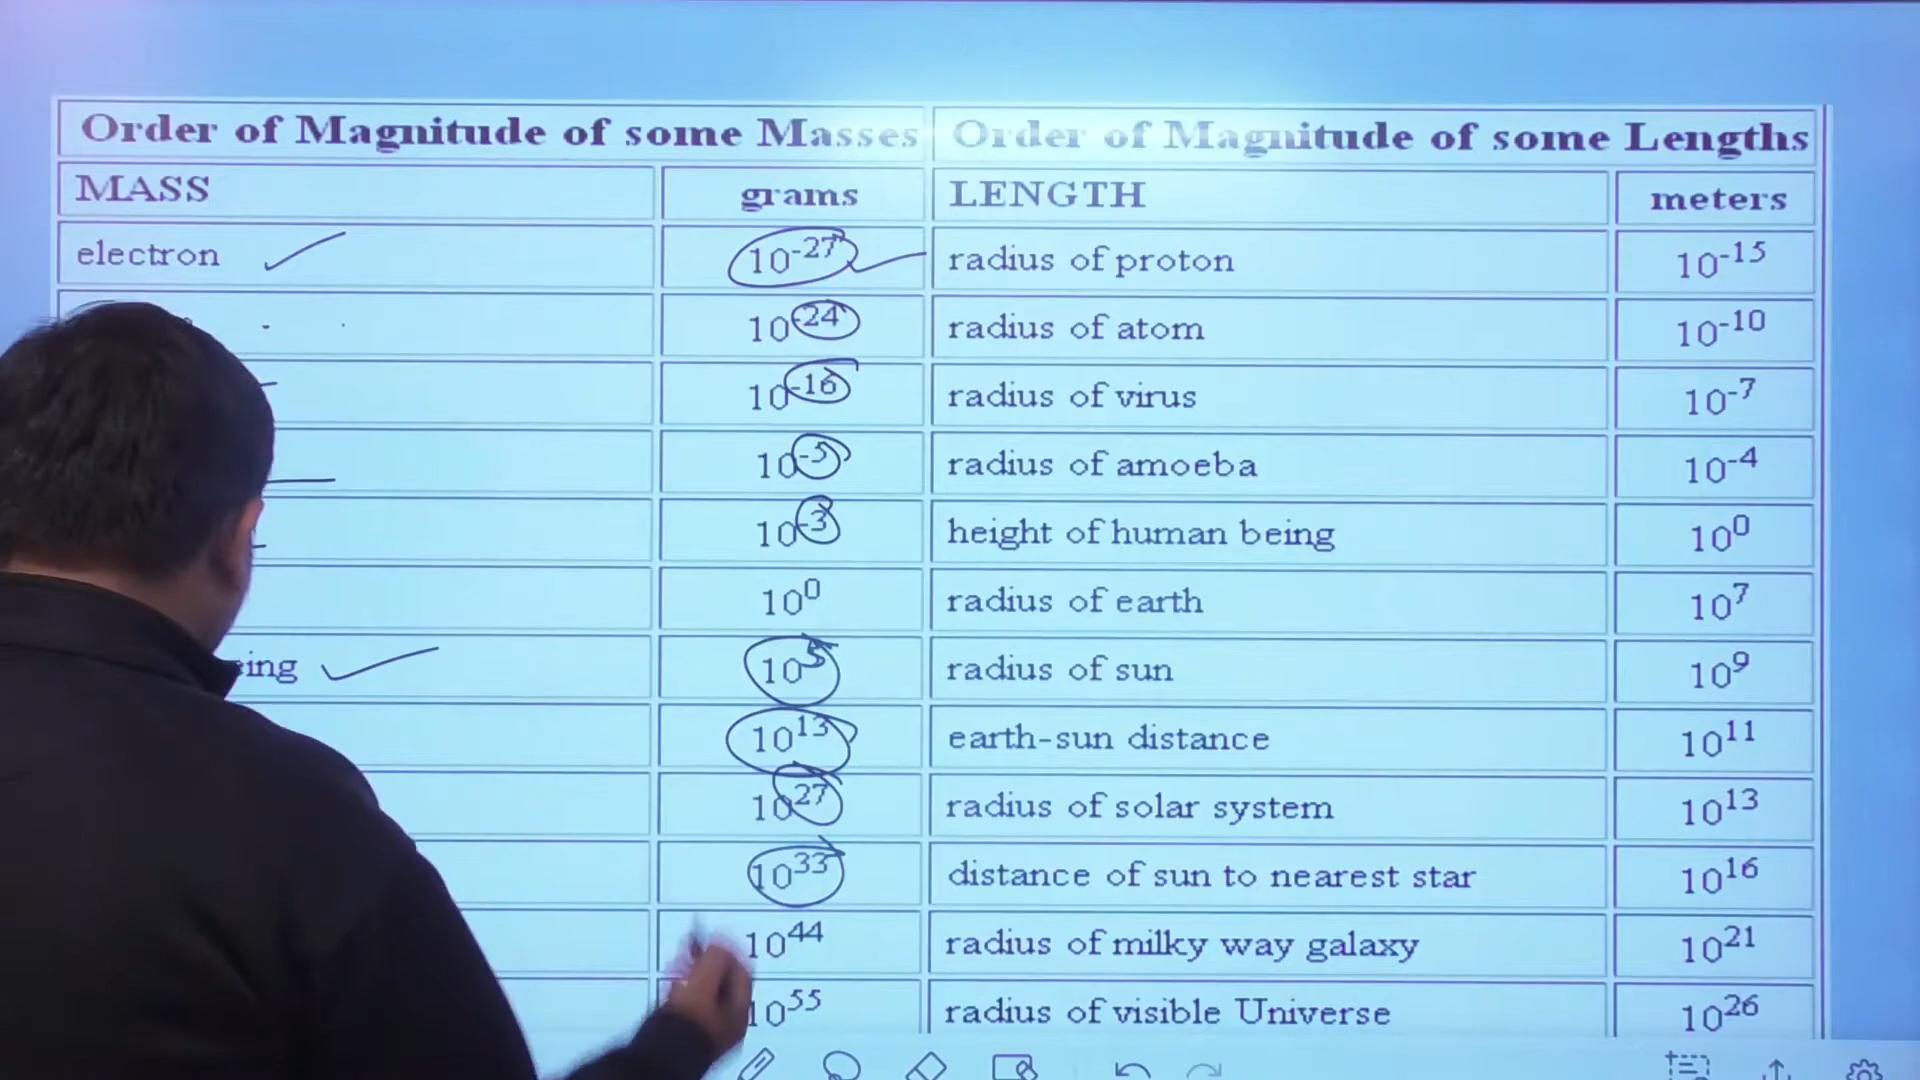 Order of Magnitude of some Masses Order of Magnitude of some Lengths
MASS grams LENGTH meters
electron 10⁻²⁷ radius of proton 10⁻¹⁵
10⁻²⁴ radius of atom 10⁻¹⁰
10⁻¹⁶ radius of virus 10⁻⁷
10⁻⁵ radius of amoeba 10⁻⁴
10⁻³ height of human being 10⁰
10⁰ radius of earth 10⁷
eing 10⁵ radius of sun 10⁹
10¹³ earth-sun distance 10¹¹
10²⁷ radius of solar system 10¹³
10³³ distance of sun to nearest star 10¹⁶
10⁴⁴ radius of milky way galaxy 10²¹
10⁵⁵ radius of visible Universe 10²⁶